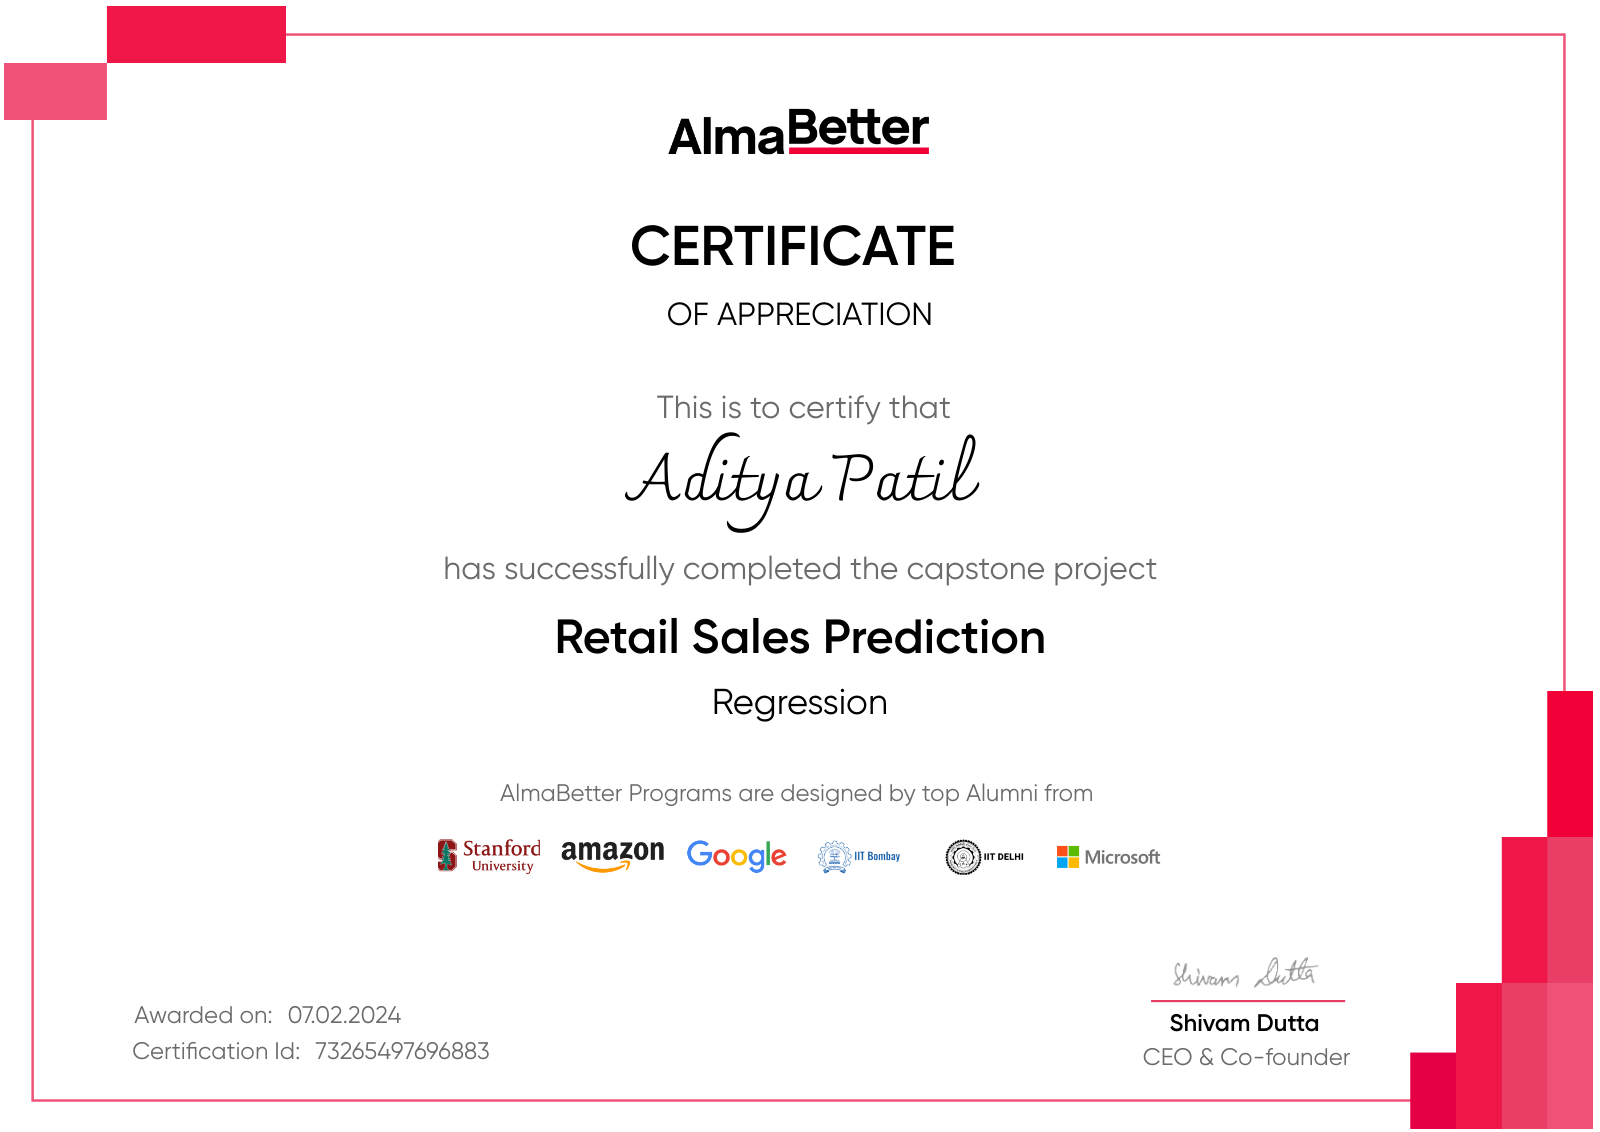 AlmaBetter
CERTIFICATE
OF APPRECIATION
This is to certify that
Aditya Patil
has successfully completed the capstone project
Retail Sales Prediction
Regression
AlmaBetter Programs are designed by top Alumni from
Stanford University amazon Google IIT Bombay IIT DELHI Microsoft
Shivam Dutta
Awarded on: 07.02.2024
Certification Id: 73265497696883
Shivam Dutta
CEO & Co-founder